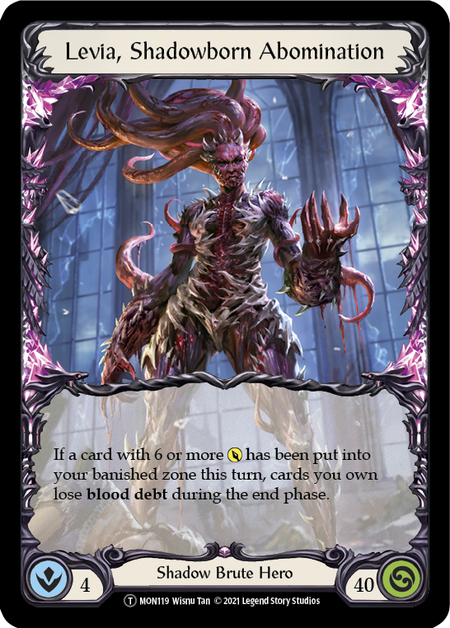 Levia, Shadowborn Abomination
If a card with 6 or more has been put into
your banished zone this turn, cards you own
lose blood debt during the end phase.
4
Shadow Brute Hero
40
T MON119 Wisnu Tan © 2021 Legend Story Studios